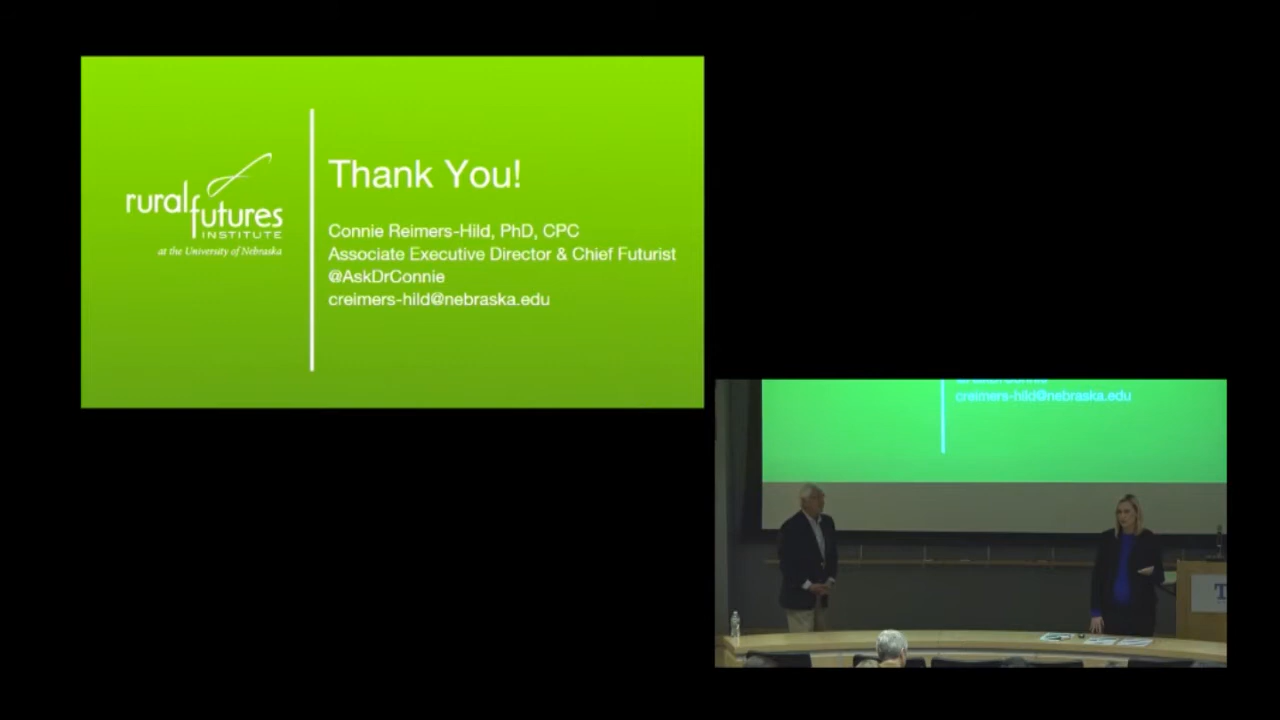 rural futures
INSTITUTE
at the University of Nebraska
Thank You!
Connie Reimers-Hild, PhD, CPC
Associate Executive Director & Chief Futurist
@AskDrConnie
creimers-hild@nebraska.edu
creimers-hild@nebraska.edu